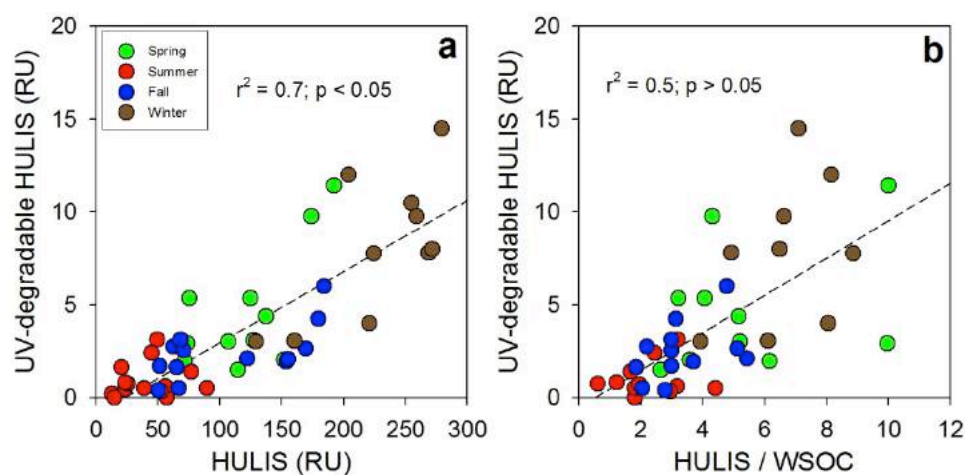 a
Spring
Summer
Fall
Winter
r² = 0.7; p < 0.05
UV-degradable HULIS (RU)
20
15
10
5
0
0 50 100 150 200 250 300
HULIS (RU)
b
r² = 0.5; p > 0.05
UV-degradable HULIS (RU)
20
15
10
5
0
0 2 4 6 8 10 12
HULIS / WSOC